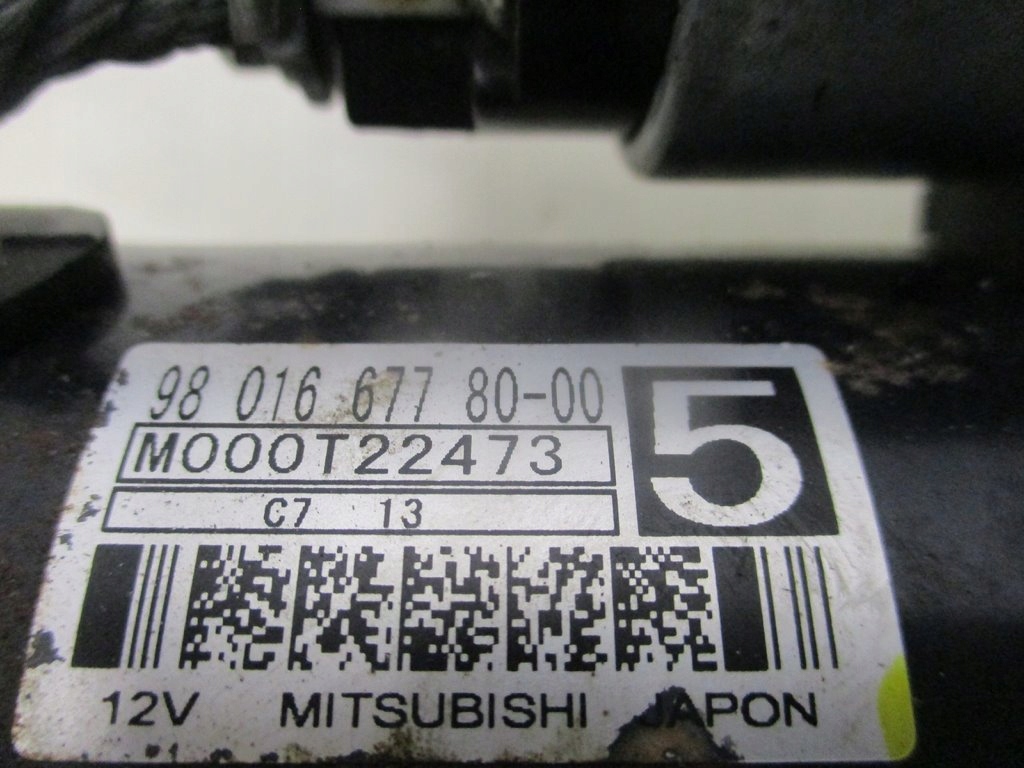 98 016 677 80-00
5
M000T22473
C7 13
12V MITSUBISHI JAPON